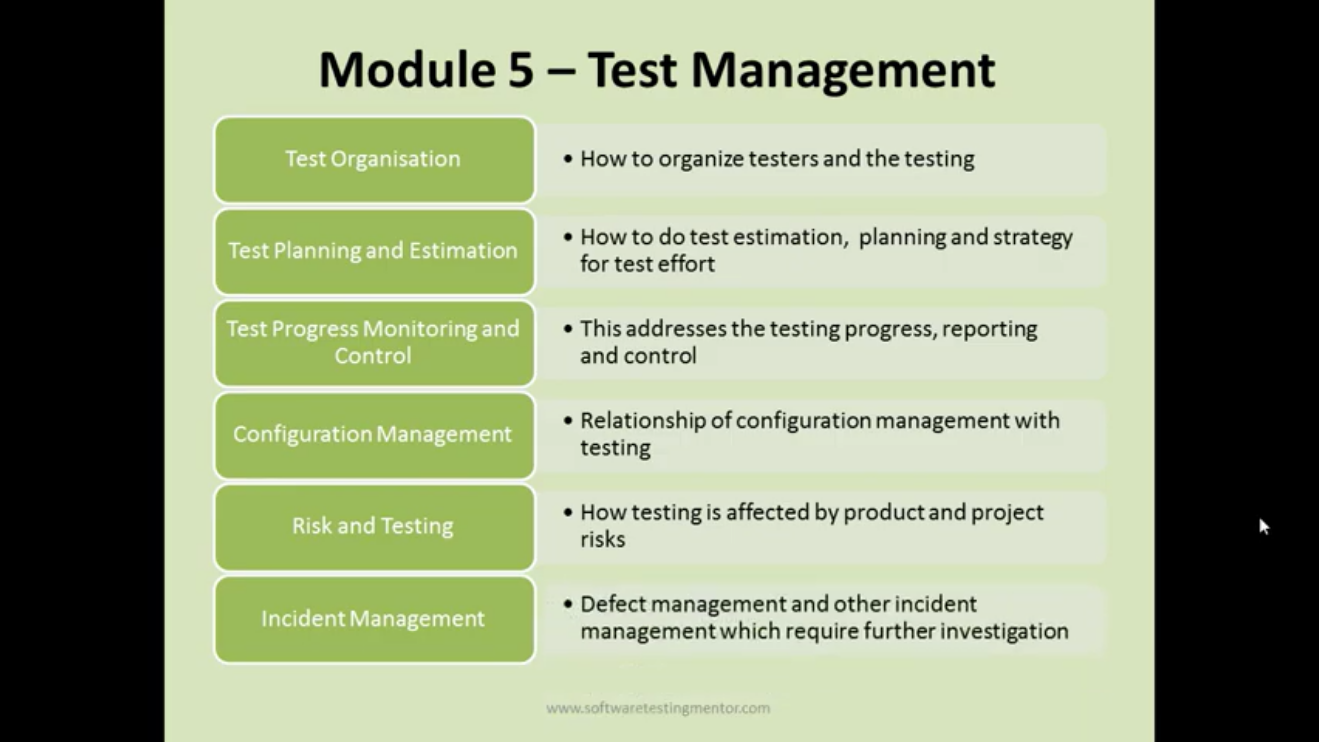 Module 5 – Test Management
Test Organisation
• How to organize testers and the testing
Test Planning and Estimation
• How to do test estimation, planning and strategy
for test effort
Test Progress Monitoring and
Control
• This addresses the testing progress, reporting
and control
Configuration Management
• Relationship of configuration management with
testing
Risk and Testing
• How testing is affected by product and project
risks
Incident Management
• Defect management and other incident
management which require further investigation
www.softwaretestingmentor.com